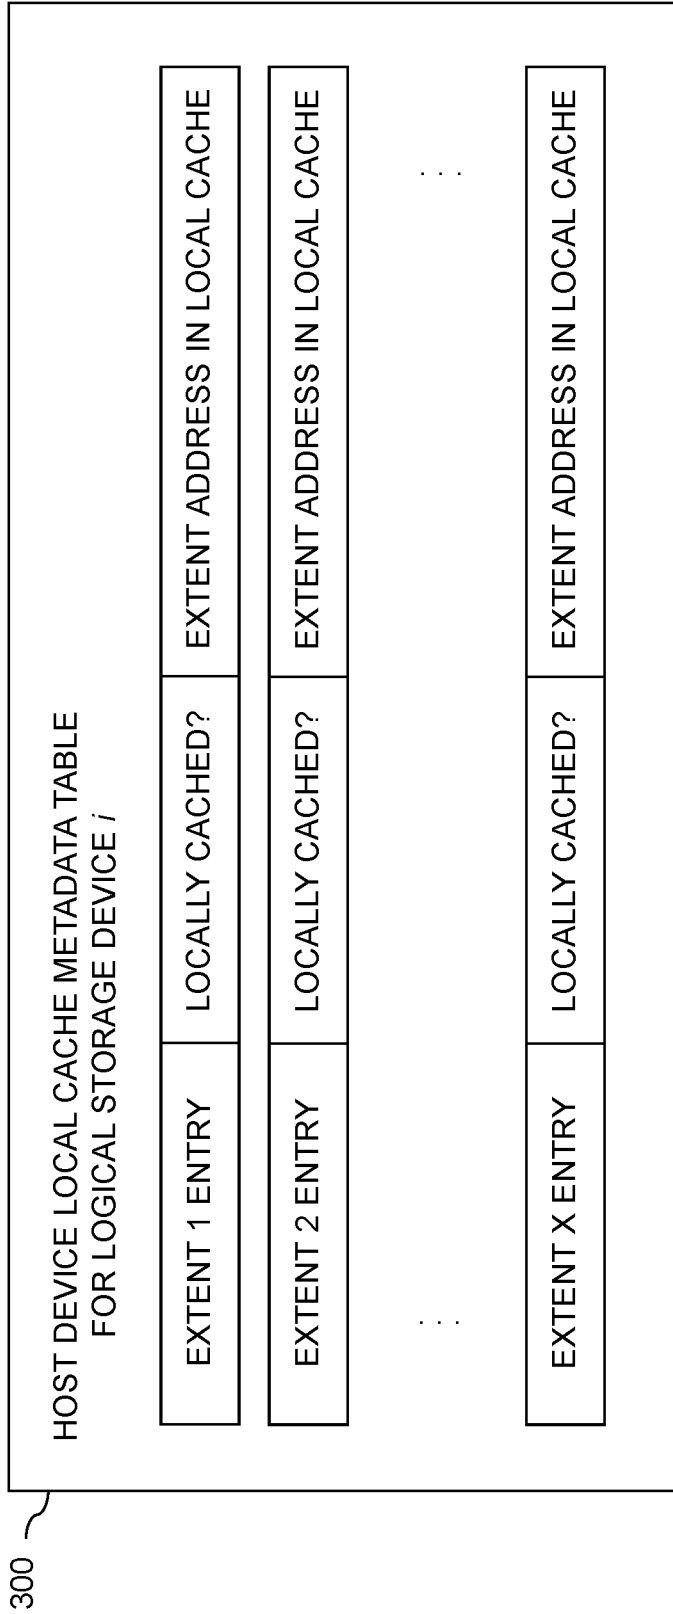 HOST DEVICE LOCAL CACHE METADATA TABLE
FOR LOGICAL STORAGE DEVICE i
EXTENT 1 ENTRY LOCALLY CACHED? EXTENT ADDRESS IN LOCAL CACHE
EXTENT 2 ENTRY LOCALLY CACHED? EXTENT ADDRESS IN LOCAL CACHE
. . . . . .
EXTENT X ENTRY LOCALLY CACHED? EXTENT ADDRESS IN LOCAL CACHE
300